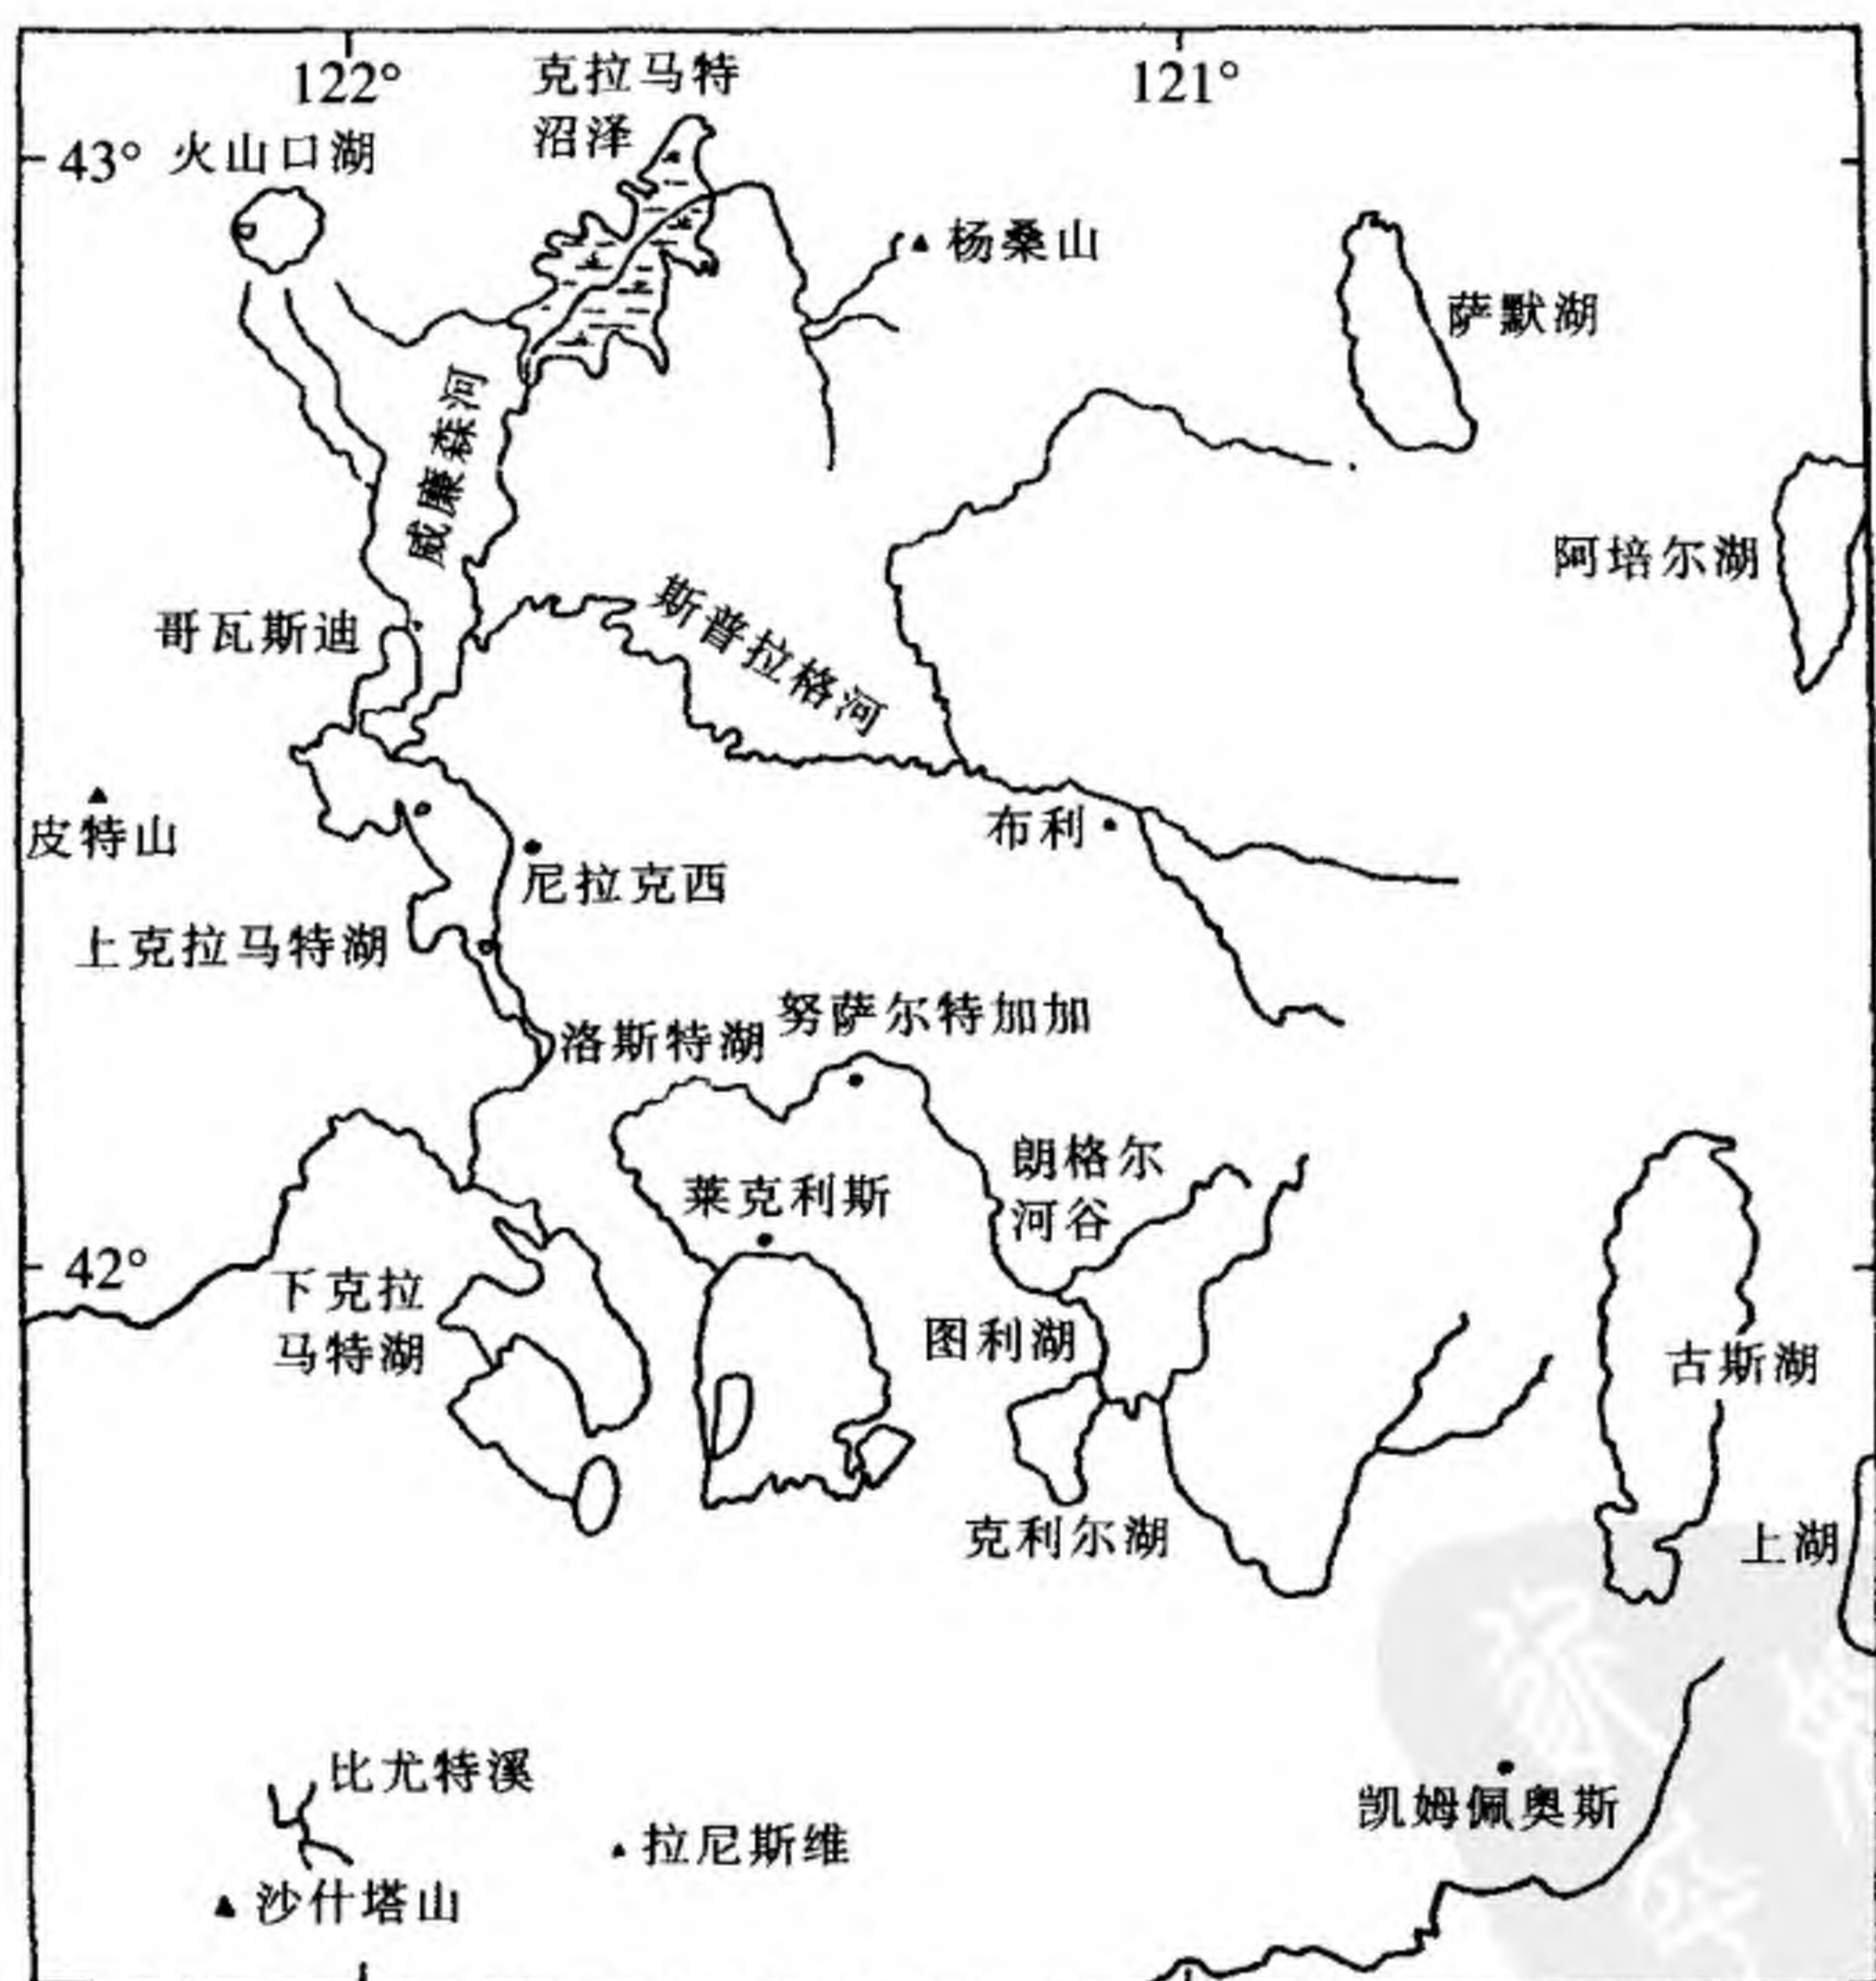 122°
克拉马特
沼泽
121°
43°
火山口湖
杨桑山
萨默湖
威廉森河
阿培尔湖
哥瓦斯迪
斯普拉格河
皮特山
布利
尼拉克西
上克拉马特湖
努萨尔特加加
洛斯特湖
朗格尔
河谷
莱克利斯
42°
下克拉
马特湖
图利湖
古斯湖
克利尔湖
上湖
比尤特溪
凯姆佩奥斯
拉尼斯维
沙什塔山